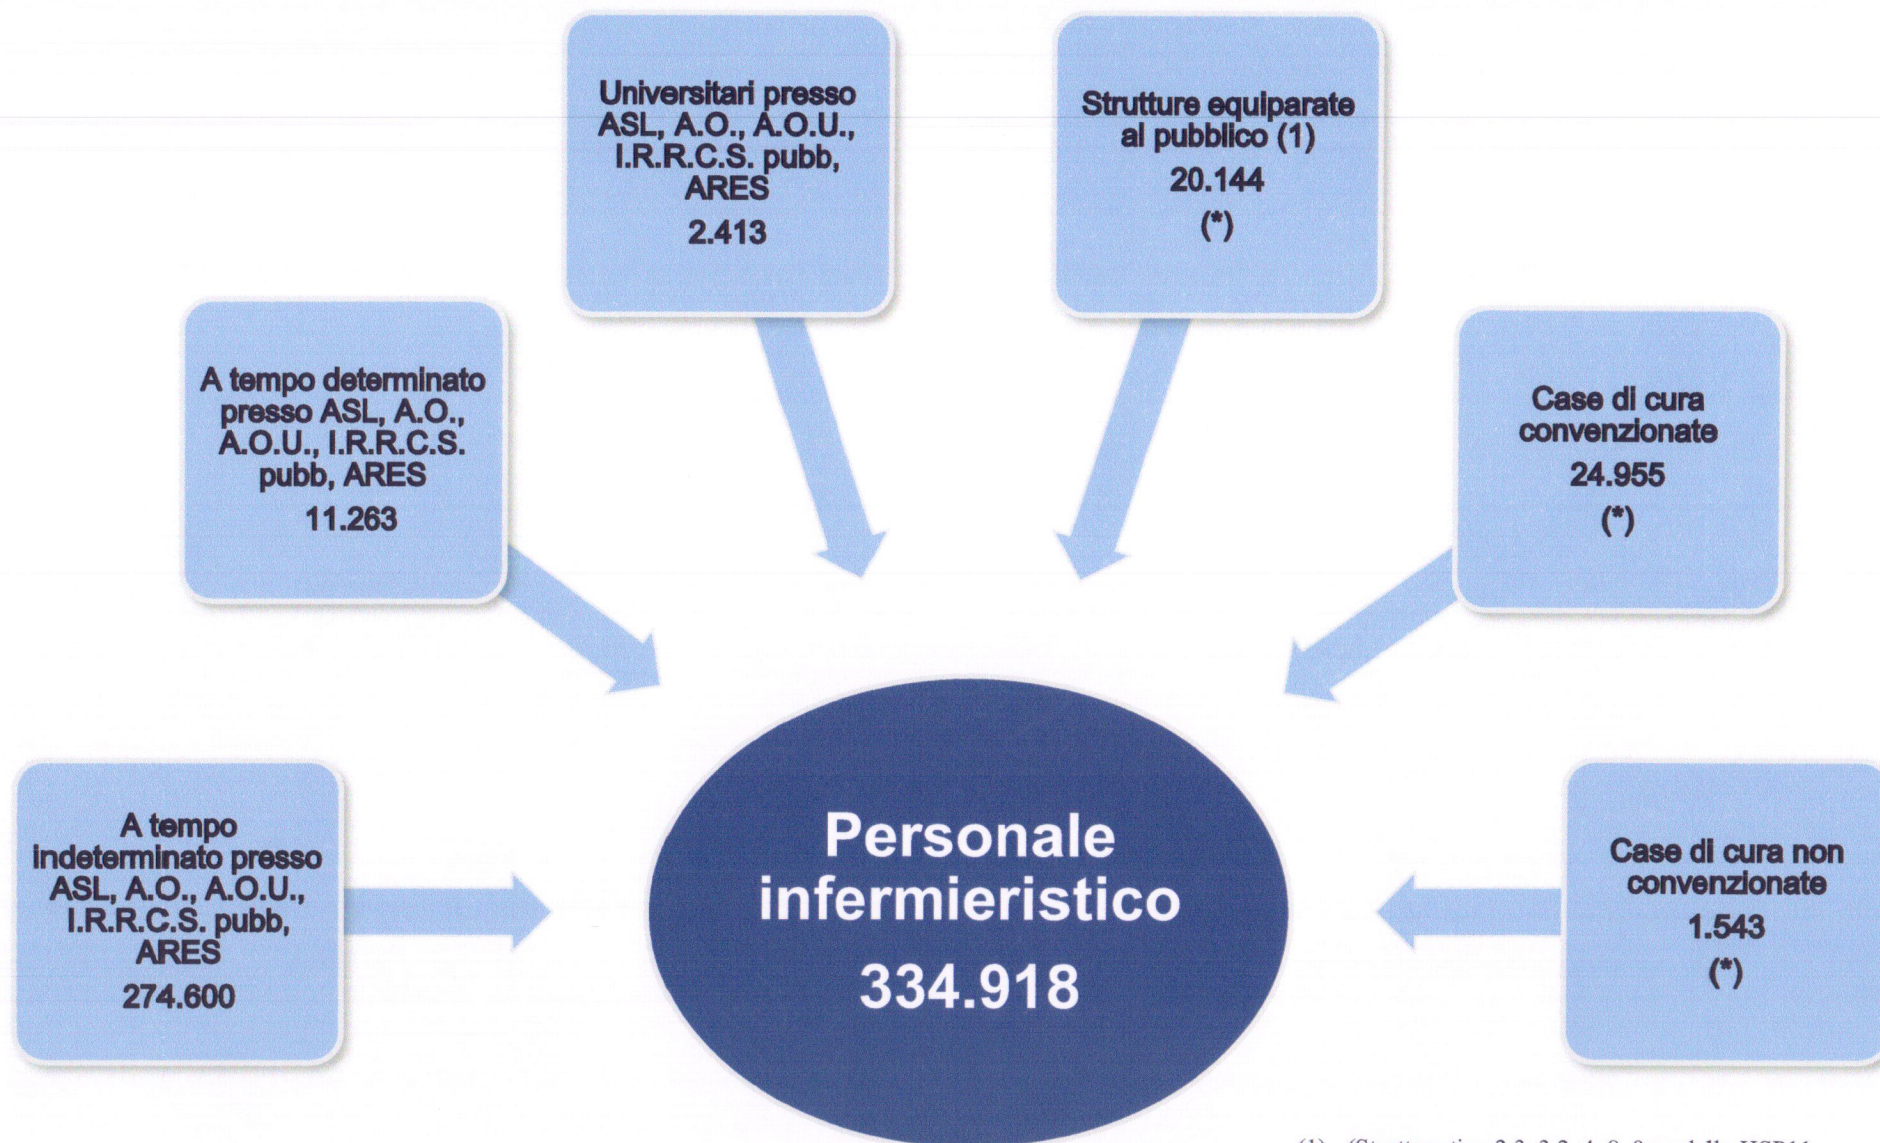 Universitari presso
ASL, A.O., A.O.U.,
I.R.R.C.S. pubb,
ARES
2.413
Strutture equiparate
al pubblico (1)
20.144
(*)
A tempo determinato
presso ASL, A.O.,
A.O.U., I.R.R.C.S.
pubb, ARES
11.263
Case di cura
convenzionate
24.955
(*)
A tempo
indeterminato presso
ASL, A.O., A.O.U.,
I.R.R.C.S. pubb,
ARES
274.600
Personale
infermieristico
334.918
Case di cura non
convenzionate
1.543
(*)